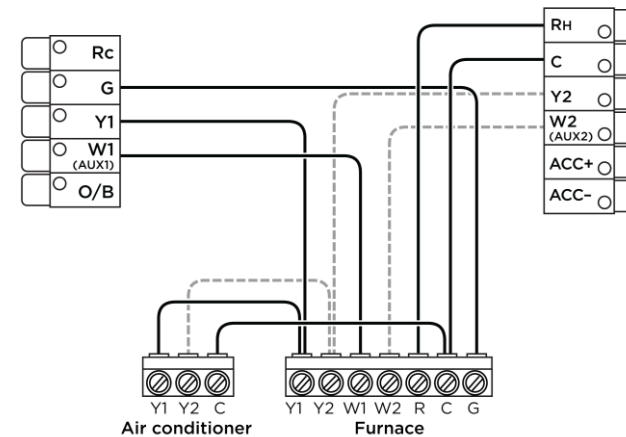 Rc
G
Y1
W1
(AUX1)
O/B
RH
C
Y2
W2
(AUX2)
ACC+
ACC-
Y1 Y2 C
Air conditioner
Y1 Y2 W1 W2 R C G
Furnace